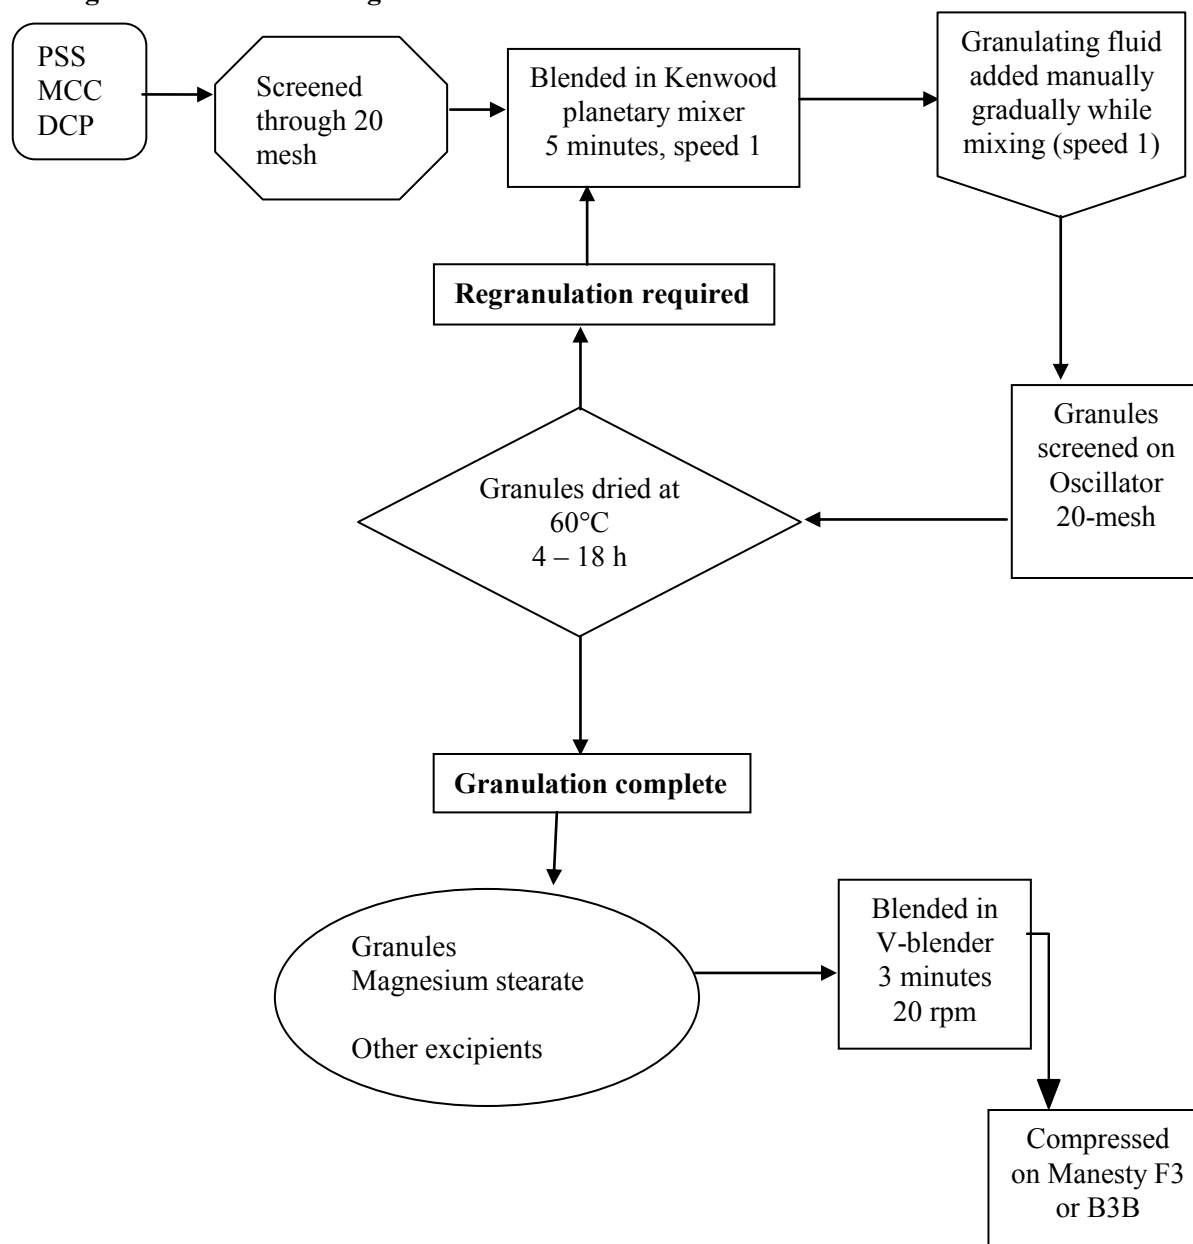 PSS
MCC
DCP
Screened
through 20
mesh
Blended in Kenwood
planetary mixer
5 minutes, speed 1
Granulating fluid
added manually
gradually while
mixing (speed 1)
Regranulation required
Granules
screened on
Oscillator
20-mesh
Granules dried at
60°C
4 – 18 h
Granulation complete
Granules
Magnesium stearate
Other excipients
Blended in
V-blender
3 minutes
20 rpm
Compressed
on Manesty F3
or B3B